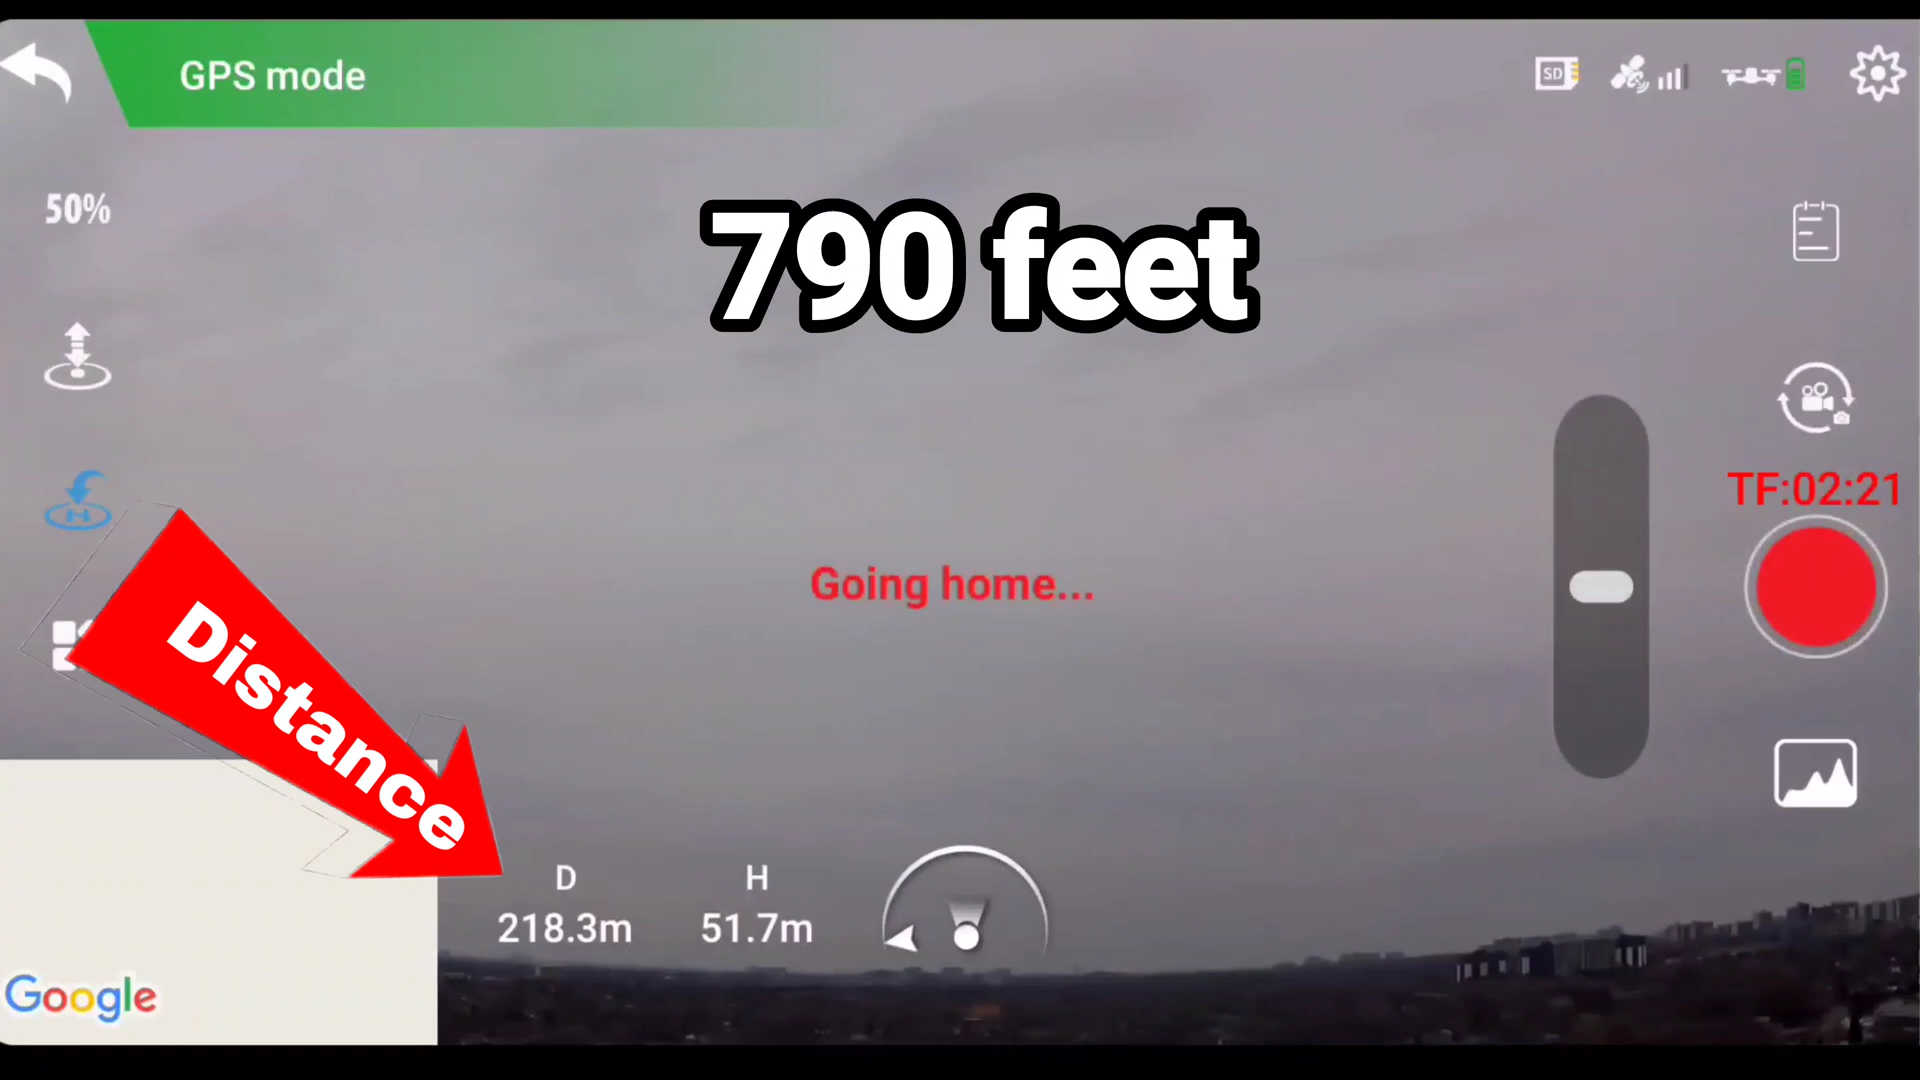 GPS mode
SD
50%
790 feet
H
TF:02:21
Going home...
Distance
D
H
218.3m
51.7m
Google